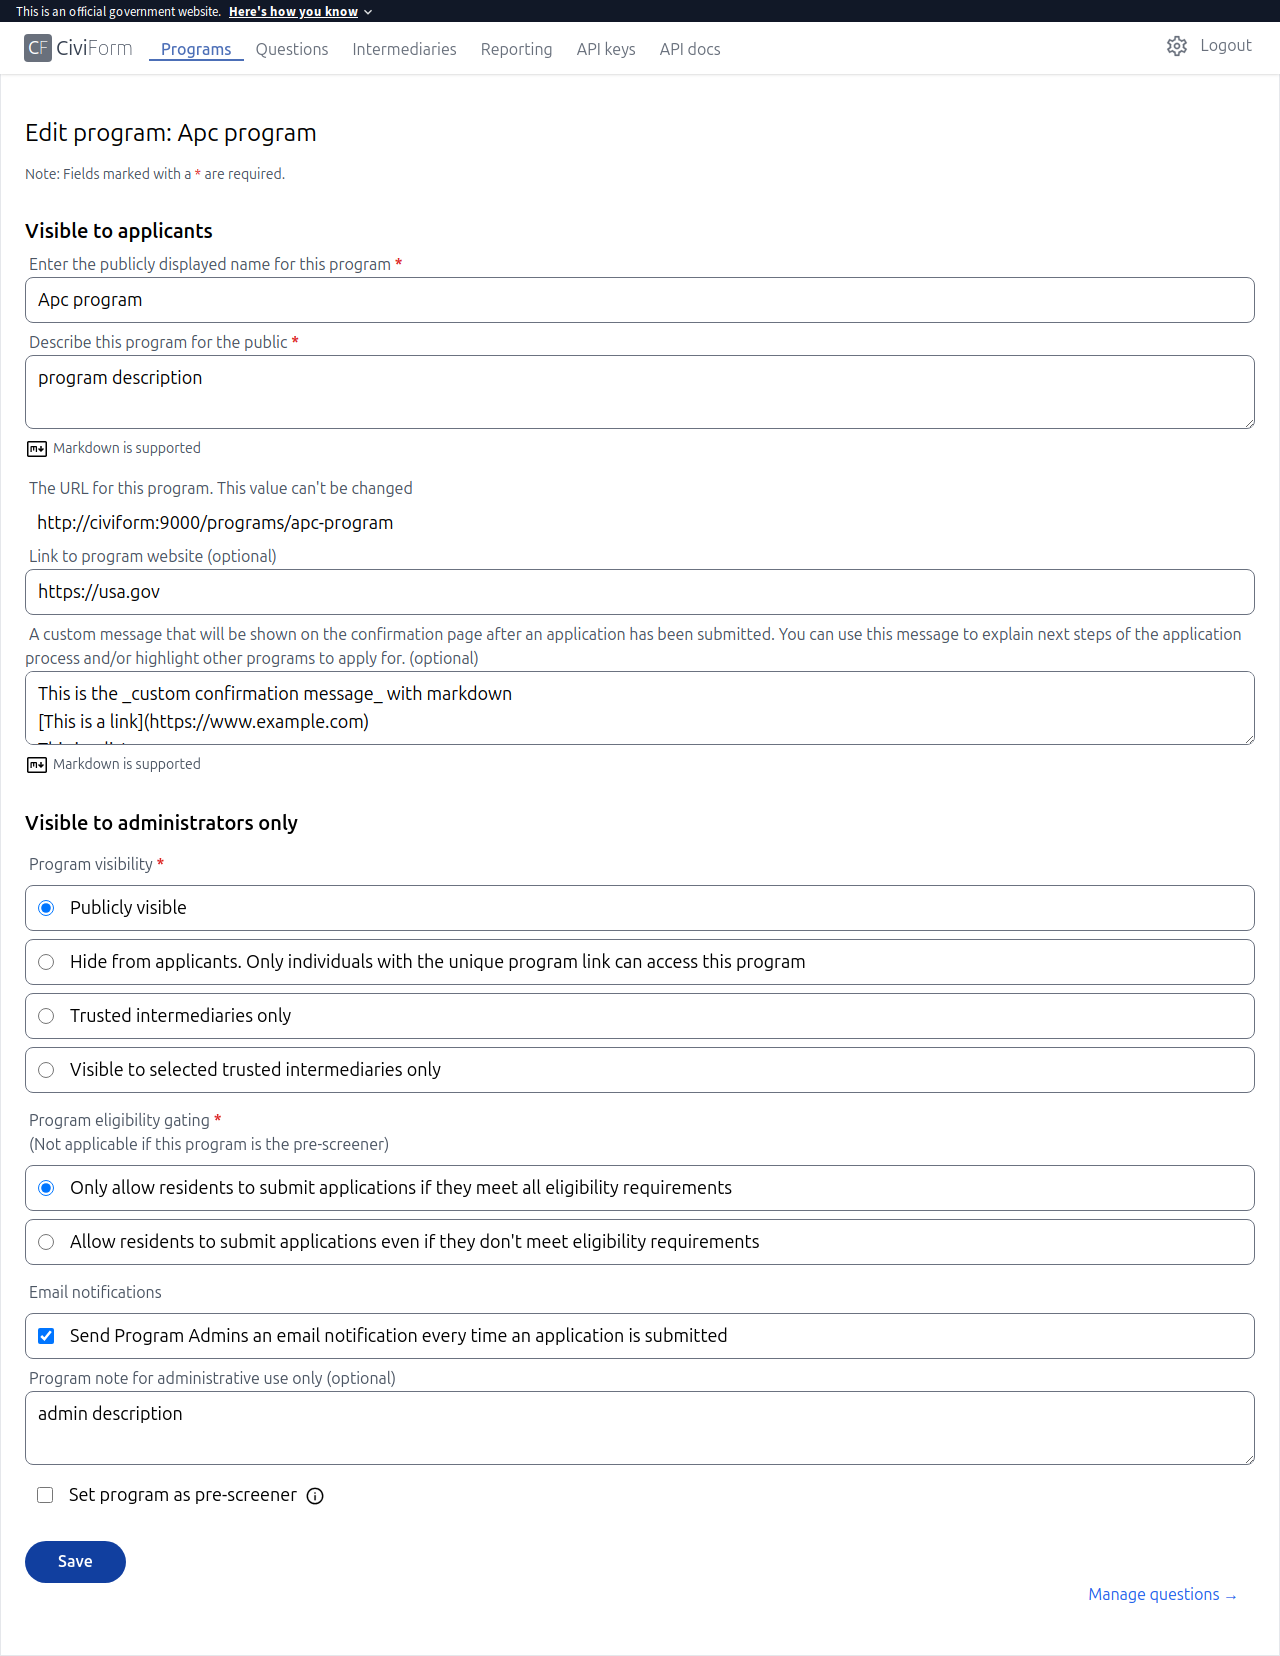 This is an official government website. Here's how you know
CF CiviForm Programs Questions Intermediaries Reporting API keys API docs Logout
Edit program: Apc program
Note: Fields marked with a * are required.
Visible to applicants
Enter the publicly displayed name for this program *
Apc program
Describe this program for the public *
program description
Markdown is supported
The URL for this program. This value can't be changed
http://civiform:9000/programs/apc-program
Link to program website (optional)
https://usa.gov
A custom message that will be shown on the confirmation page after an application has been submitted. You can use this message to explain next steps of the application
process and/or highlight other programs to apply for. (optional)
This is the _custom confirmation message_ with markdown
[This is a link](https://www.example.com)
Markdown is supported
Visible to administrators only
Program visibility *
Publicly visible
Hide from applicants. Only individuals with the unique program link can access this program
Trusted intermediaries only
Visible to selected trusted intermediaries only
Program eligibility gating *
(Not applicable if this program is the pre-screener)
Only allow residents to submit applications if they meet all eligibility requirements
Allow residents to submit applications even if they don't meet eligibility requirements
Email notifications
Send Program Admins an email notification every time an application is submitted
Program note for administrative use only (optional)
admin description
Set program as pre-screener
Save
Manage questions →